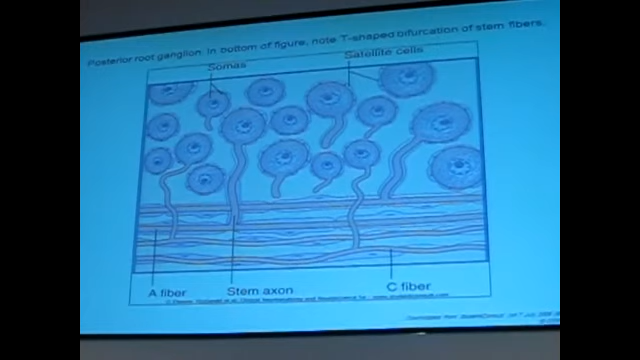 Posterior root ganglion. In bottom of figure, note T-shaped bifurcation of stem fibers.
Somas
Satellite cells
A fiber
Stem axon
C fiber